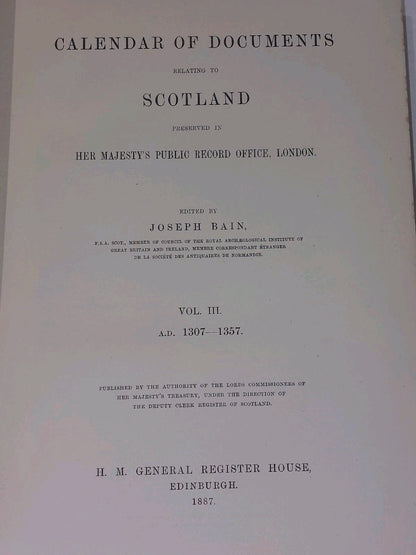 CALENDAR OF DOCUMENTS
RELATING TO
SCOTLAND
PRESERVED IN
HER MAJESTY'S PUBLIC RECORD OFFICE, LONDON.
EDITED BY
JOSEPH BAIN,
F.S.A. SCOT., MEMBER OF COUNCIL OF THE ROYAL ARCHÆOLOGICAL INSTITUTE OF
GREAT BRITAIN AND IRELAND, MEMBRE CORRESPONDANT ÉTRANGER
DE LA SOCIÉTÉ DES ANTIQUAIRES DE NORMANDIE.
VOL. III.
A.D. 1307—1357.
PUBLISHED BY THE AUTHORITY OF THE LORDS COMMISSIONERS OF
HER MAJESTY'S TREASURY, UNDER THE DIRECTION OF
THE DEPUTY CLERK REGISTER OF SCOTLAND.
H. M. GENERAL REGISTER HOUSE,
EDINBURGH.
1887.